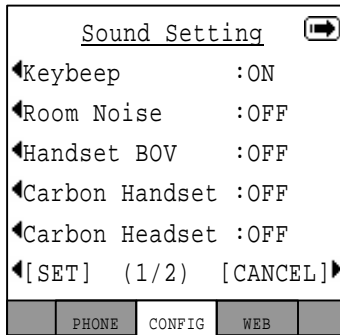 Sound Setting
Keybeep :ON
Room Noise :OFF
Handset BOV :OFF
Carbon Handset :OFF
Carbon Headset :OFF
[SET] (1/2) [CANCEL]
PHONE CONFIG WEB